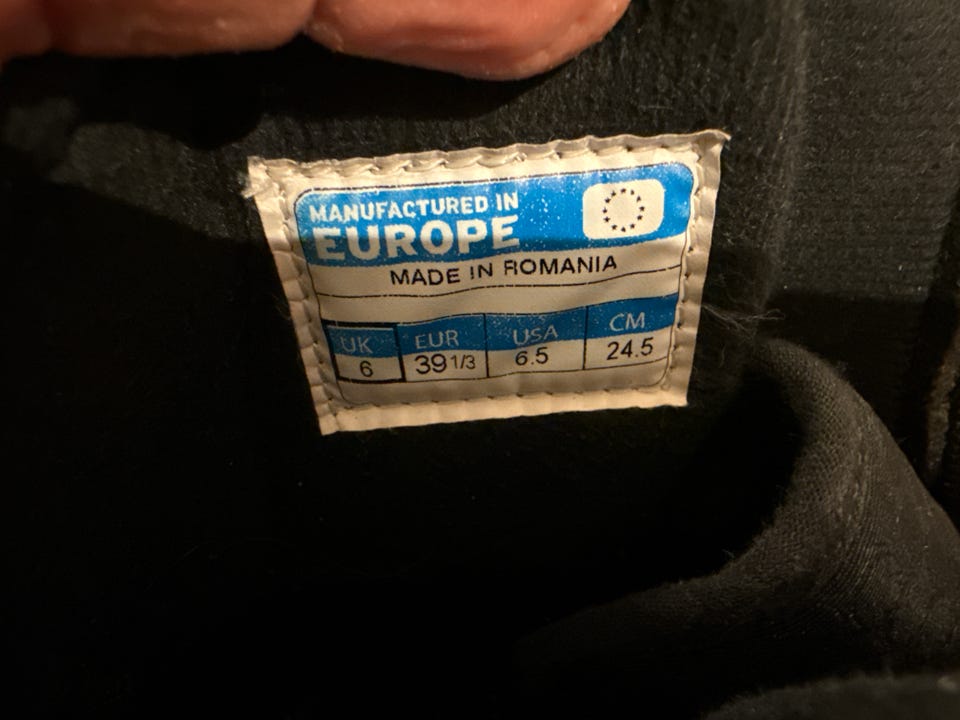 MANUFACTURED IN
EUROPE
MADE IN ROMANIA
UK EUR USA CM
6 39 1/3 6.5 24.5